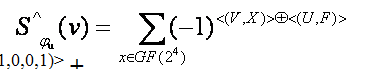 S^_{φ_u}(v) = ∑_{x∈GF(2^4)} (-1)^{<(V,X)>⊕<(U,F)>}
1,0,0,1)> +